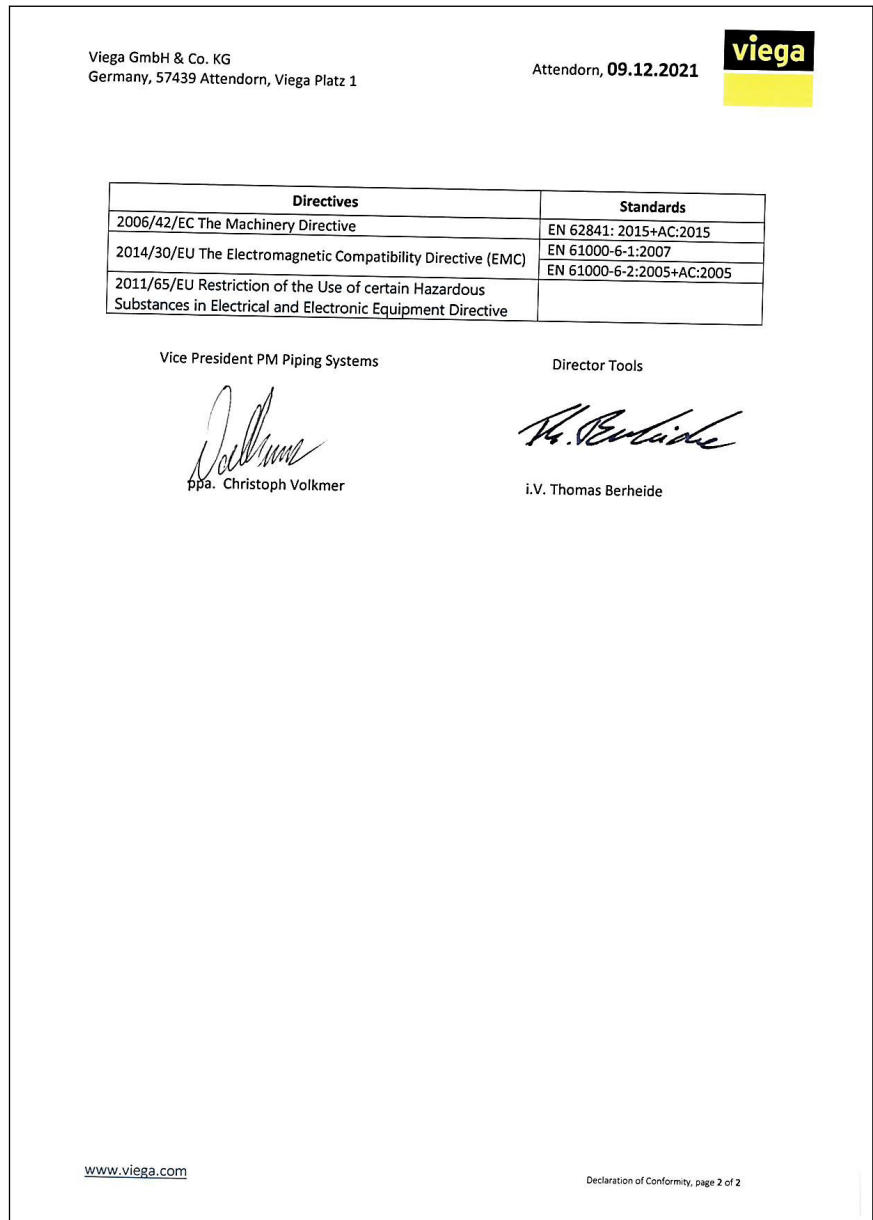 Viega GmbH & Co. KG
Germany, 57439 Attendorn, Viega Platz 1
Attendorn, 09.12.2021
viega
Directives
Standards
2006/42/EC The Machinery Directive
EN 62841: 2015+AC:2015
2014/30/EU The Electromagnetic Compatibility Directive (EMC)
EN 61000-6-1:2007
EN 61000-6-2:2005+AC:2005
2011/65/EU Restriction of the Use of certain Hazardous
Substances in Electrical and Electronic Equipment Directive
Vice President PM Piping Systems
Director Tools
Th. Berheide
ppa. Christoph Volkmer
i.V. Thomas Berheide
www.viega.com
Declaration of Conformity, page 2 of 2